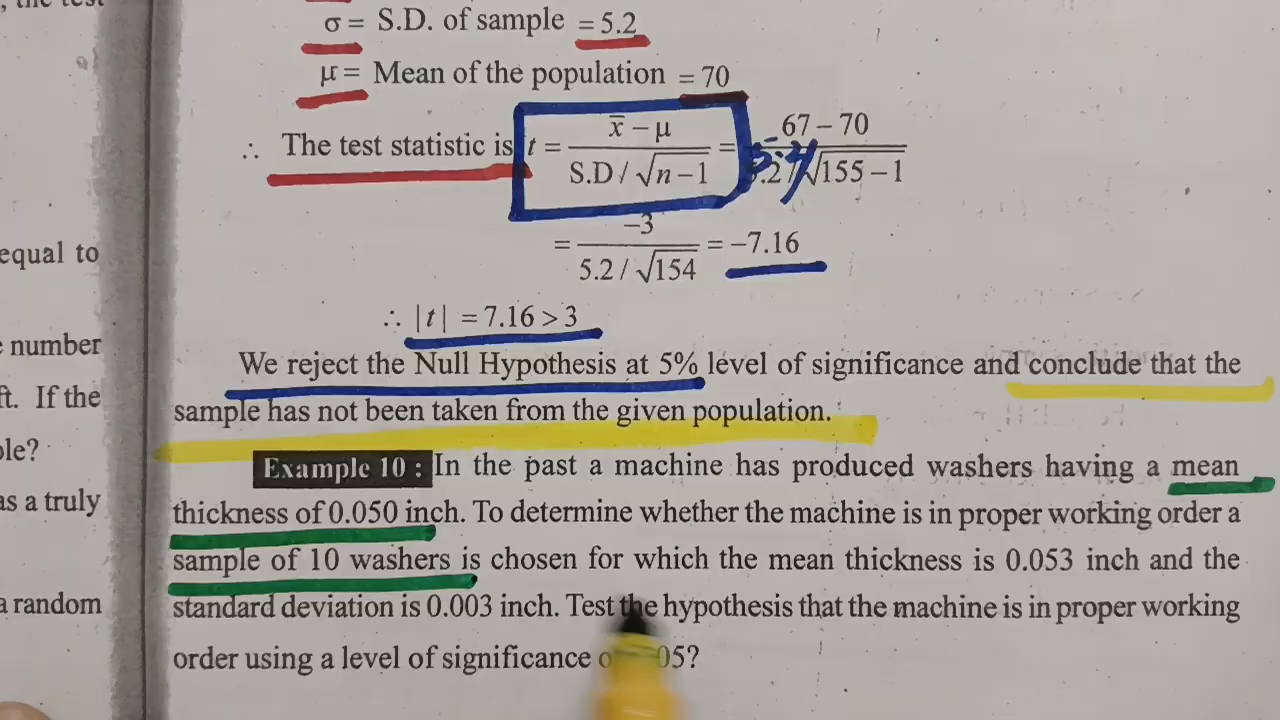 σ = S.D. of sample = 5.2
equal to
number
ft. If the
as a truly
a random
μ = Mean of the population = 70
∴ The test statistic is t = x̄ – μ / S.D / √n – 1 = 67 – 70 / 5.2 / √155 – 1
= –3 / 5.2 / √154 = –7.16
∴ |t| = 7.16 > 3
We reject the Null Hypothesis at 5% level of significance and conclude that the
sample has not been taken from the given population.
Example 10 : In the past a machine has produced washers having a mean
thickness of 0.050 inch. To determine whether the machine is in proper working order a
sample of 10 washers is chosen for which the mean thickness is 0.053 inch and the
standard deviation is 0.003 inch. Test the hypothesis that the machine is in proper working
order using a level of significance